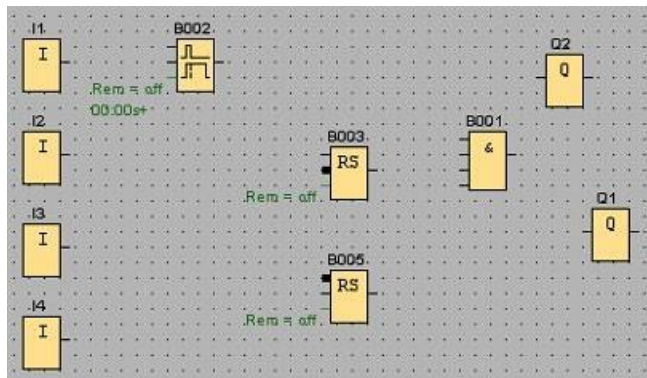 I1
I
B002
Rem = off
00:00s+
Q2
Q
I2
I
B003
RS
Rem = off
B001
&
Q1
Q
I3
I
B005
RS
Rem = off
I4
I